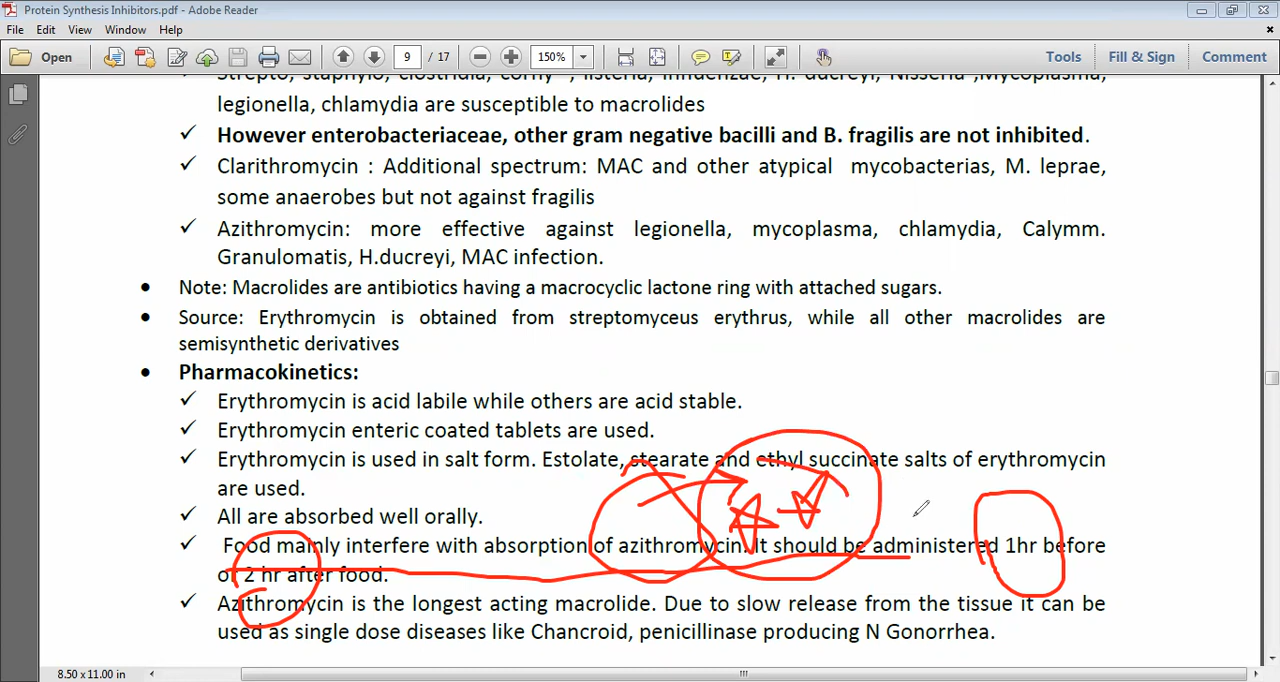 Protein Synthesis Inhibitors.pdf - Adobe Reader
File Edit View Window Help
Open 9 / 17 150% Tools Fill & Sign Comment
Strepto, staphylo, clostridia, corny , listeria, influenzae, H. ducreyi, Nisseria ,Mycoplasma,
legionella, chlamydia are susceptible to macrolides
✓ However enterobacteriaceae, other gram negative bacilli and B. fragilis are not inhibited.
✓ Clarithromycin : Additional spectrum: MAC and other atypical mycobacterias, M. leprae,
some anaerobes but not against fragilis
✓ Azithromycin: more effective against legionella, mycoplasma, chlamydia, Calymm.
Granulomatis, H.ducreyi, MAC infection.
• Note: Macrolides are antibiotics having a macrocyclic lactone ring with attached sugars.
• Source: Erythromycin is obtained from streptomyceus erythrus, while all other macrolides are
semisynthetic derivatives
• Pharmacokinetics:
✓ Erythromycin is acid labile while others are acid stable.
✓ Erythromycin enteric coated tablets are used.
✓ Erythromycin is used in salt form. Estolate, stearate and ethyl succinate salts of erythromycin
are used.
✓ All are absorbed well orally.
✓ Food mainly interfere with absorption of azithromycin. It should be administered 1hr before
or 2 hr after food.
✓ Azithromycin is the longest acting macrolide. Due to slow release from the tissue it can be
used as single dose diseases like Chancroid, penicillinase producing N Gonorrhea.
8.50 x 11.00 in